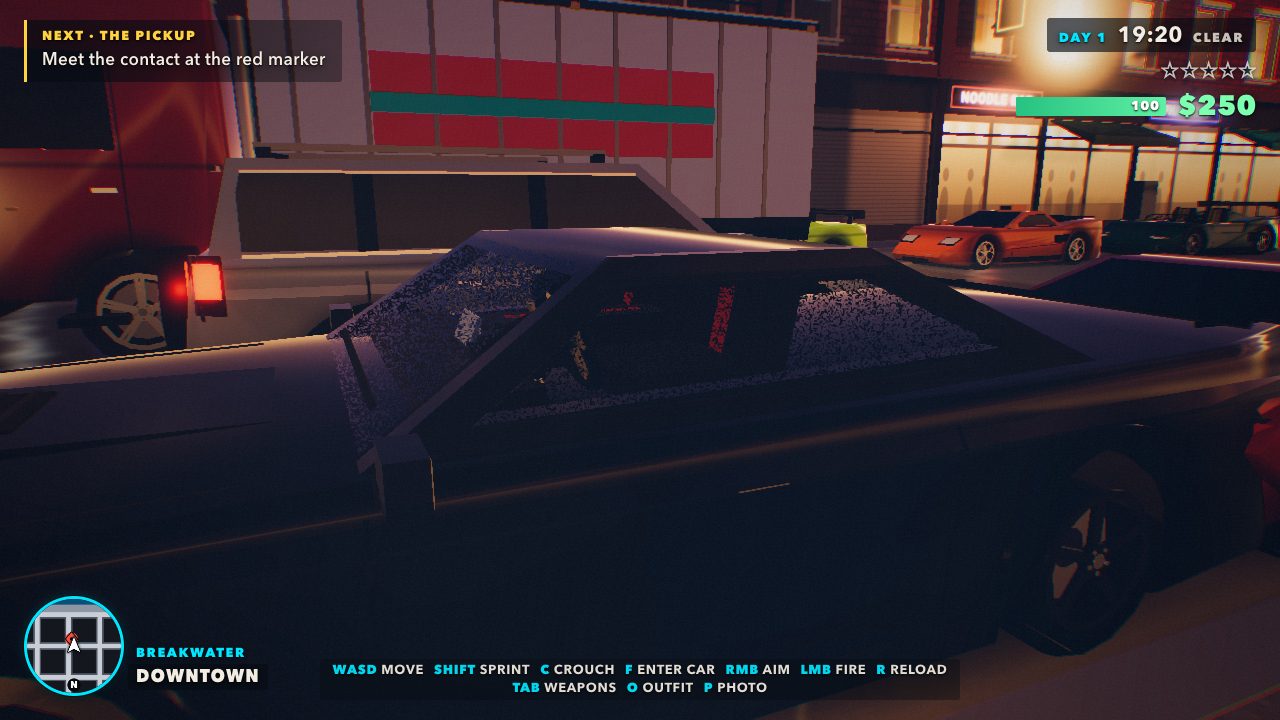 NEXT · THE PICKUP
Meet the contact at the red marker
DAY 1 19:20 CLEAR
NOODLE
100 $250
BREAKWATER
DOWNTOWN
N
WASD MOVE SHIFT SPRINT C CROUCH F ENTER CAR RMB AIM LMB FIRE R RELOAD
TAB WEAPONS O OUTFIT P PHOTO